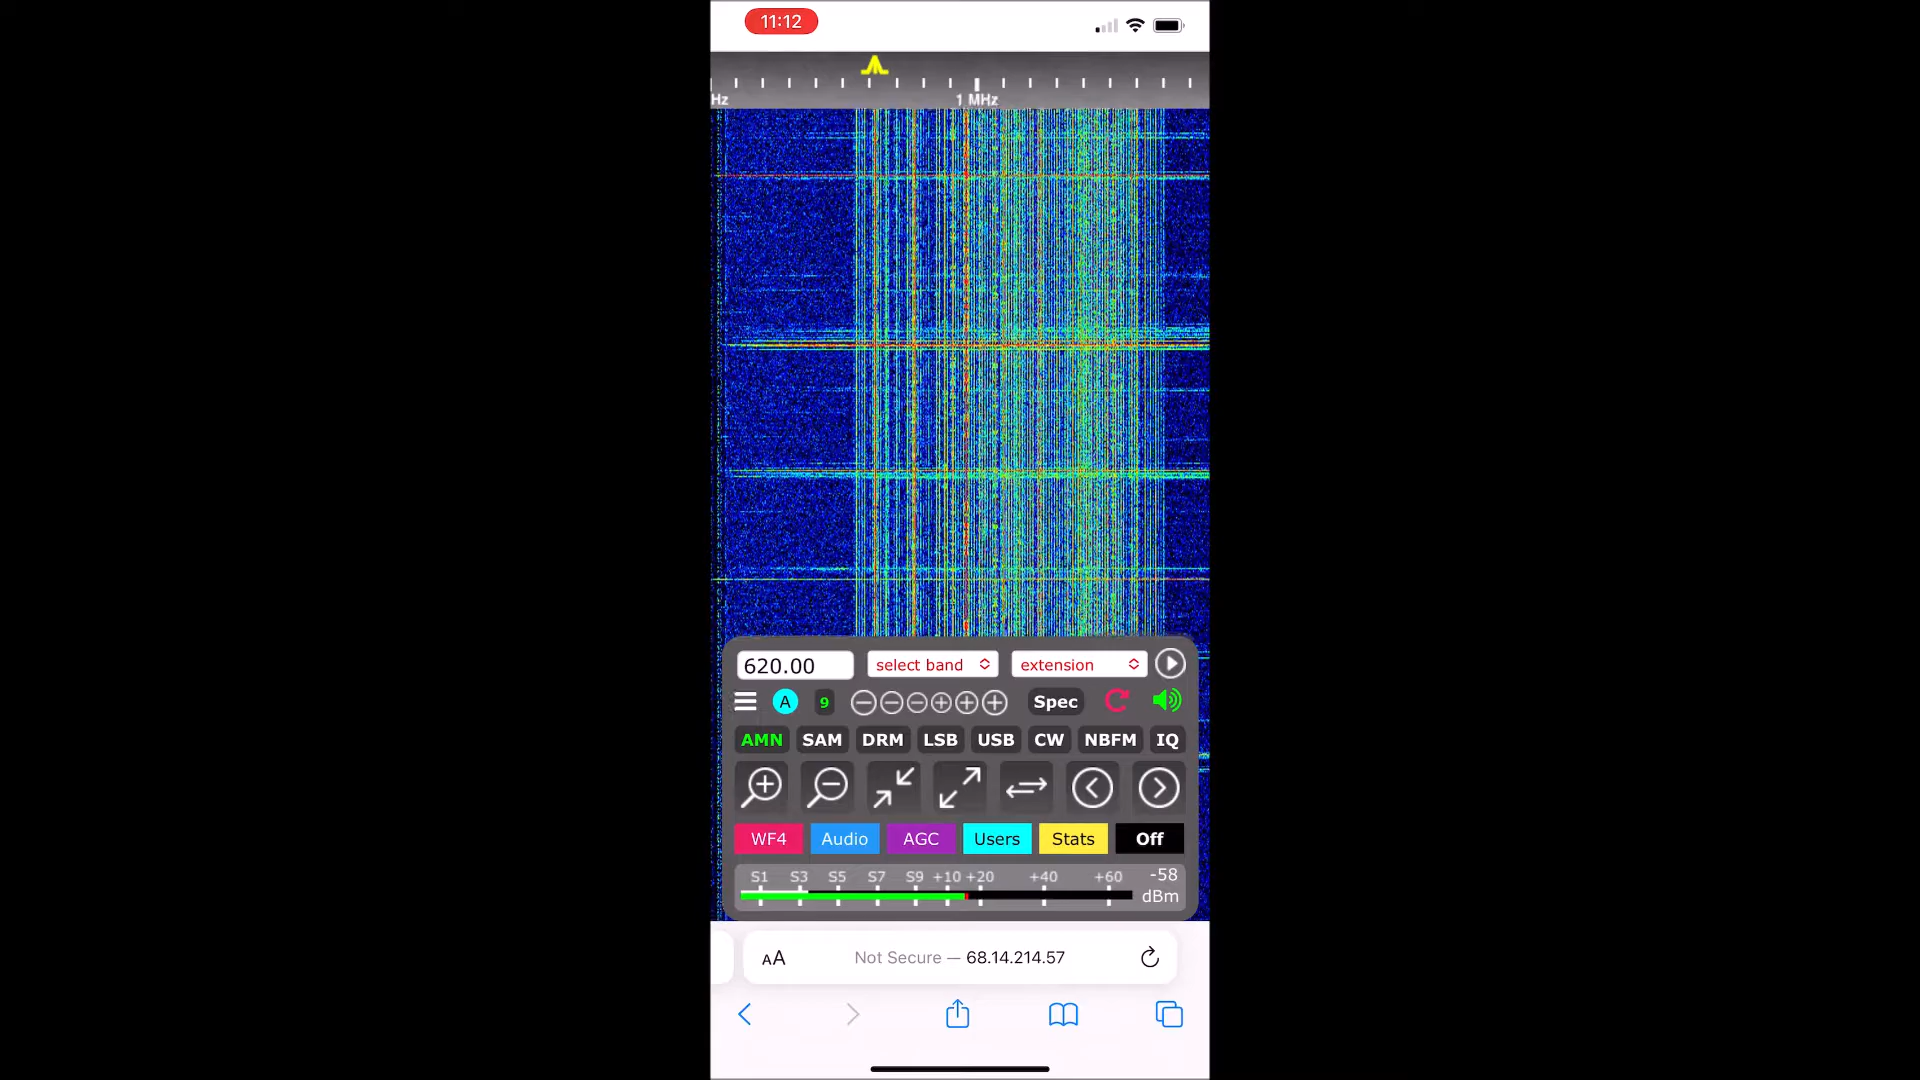 11:12
Hz 1 MHz
620.00 select band extension
A 9 Spec
AMN SAM DRM LSB USB CW NBFM IQ
WF4 Audio AGC Users Stats Off
S1 S3 S5 S7 S9 +10 +20 +40 +60 -58
dBm
AA Not Secure — 68.14.214.57